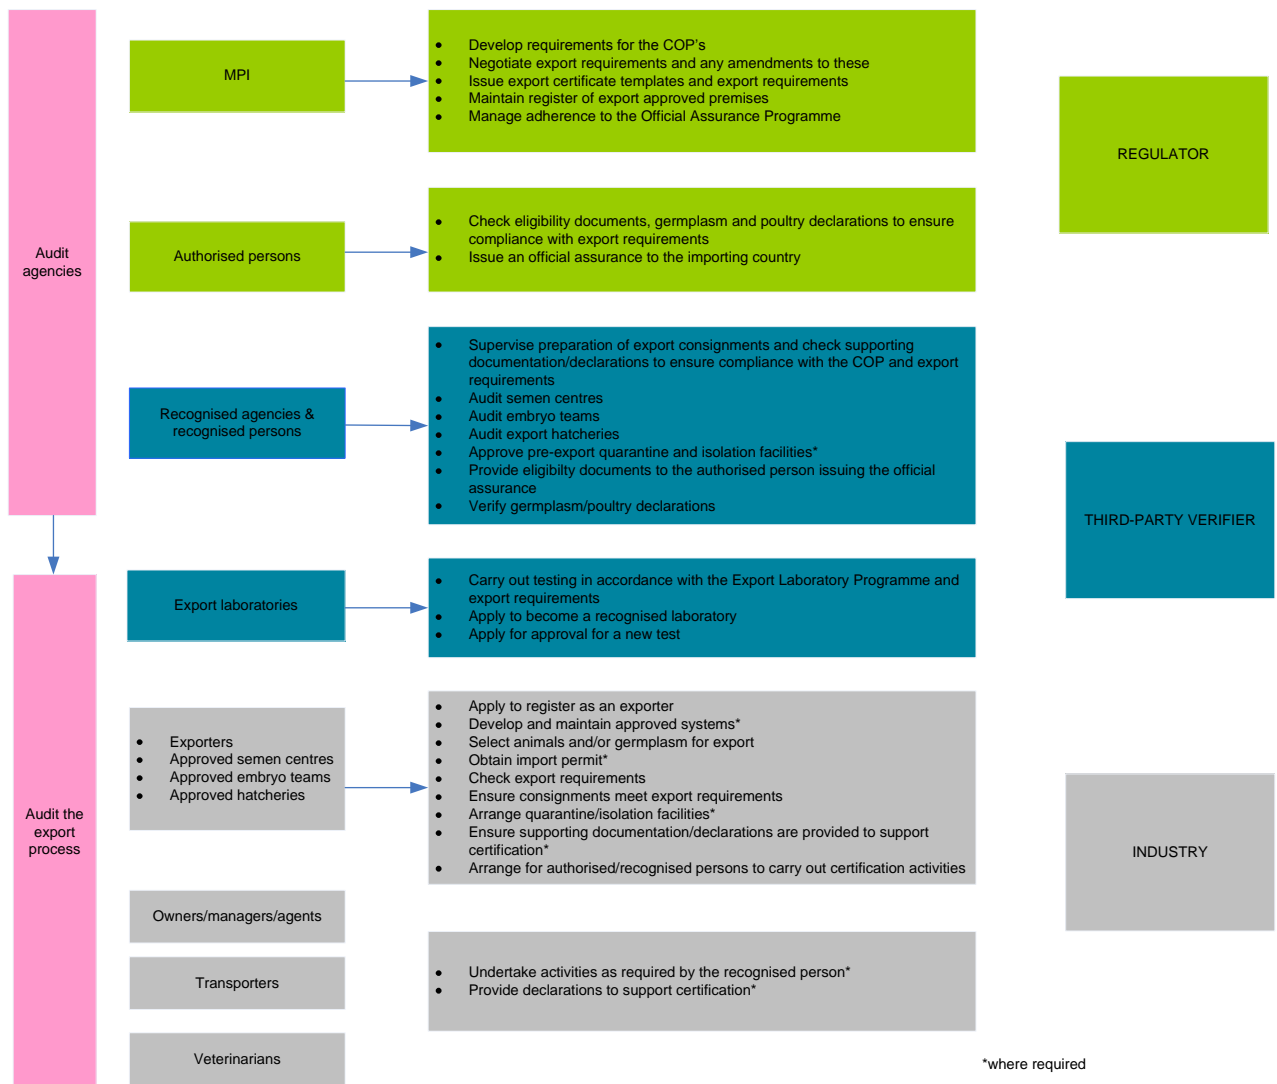 MPI
Develop requirements for the COP's
Negotiate export requirements and any amendments to these
Issue export certificate templates and export requirements
Maintain register of export approved premises
Manage adherence to the Official Assurance Programme
REGULATOR
Audit
agencies
Authorised persons
Check eligibility documents, germplasm and poultry declarations to ensure
compliance with export requirements
Issue an official assurance to the importing country
Recognised agencies &
recognised persons
Supervise preparation of export consignments and check supporting
documentation/declarations to ensure compliance with the COP and export
requirements
Audit semen centres
Audit embryo teams
Audit export hatcheries
Approve pre-export quarantine and isolation facilities*
Provide eligibilty documents to the authorised person issuing the official
assurance
Verify germplasm/poultry declarations
THIRD-PARTY VERIFIER
Export laboratories
Carry out testing in accordance with the Export Laboratory Programme and
export requirements
Apply to become a recognised laboratory
Apply for approval for a new test
Audit the
export
process
Exporters
Approved semen centres
Approved embryo teams
Approved hatcheries
Apply to register as an exporter
Develop and maintain approved systems*
Select animals and/or germplasm for export
Obtain import permit*
Check export requirements
Ensure consignments meet export requirements
Arrange quarantine/isolation facilities*
Ensure supporting documentation/declarations are provided to support
certification*
Arrange for authorised/recognised persons to carry out certification activities
INDUSTRY
Owners/managers/agents
Transporters
Veterinarians
Undertake activities as required by the recognised person*
Provide declarations to support certification*
*where required